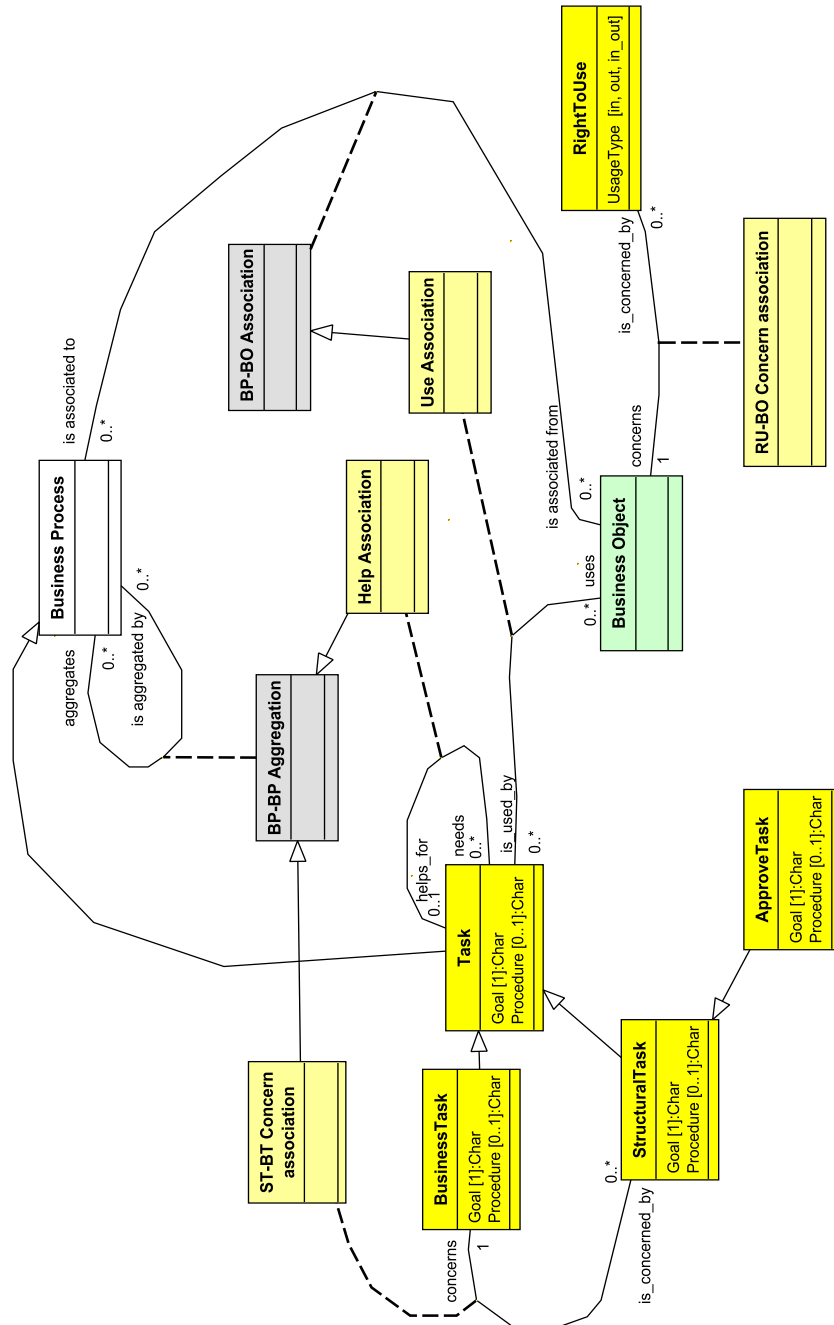 Business Process
is associated to
0..*
aggregates
0..*
is aggregated by
0..*
BP-BO Association
Use Association
Help Association
BP-BP Aggregation
ST-BT Concern
association
RightToUse
UsageType [in, out, in_out]
is_concerned_by
0..*
RU-BO Concern association
concerns
1
Business Object
is associated from
0..*
uses
0..*
is_used_by
0..*
needs
0..*
helps_for
0..1
Task
Goal [1]:Char
Procedure [0..1]:Char
BusinessTask
Goal [1]:Char
Procedure [0..1]:Char
concerns
1
StructuralTask
Goal [1]:Char
Procedure [0..1]:Char
0..*
is_concerned_by
ApproveTask
Goal [1]:Char
Procedure [0..1]:Char